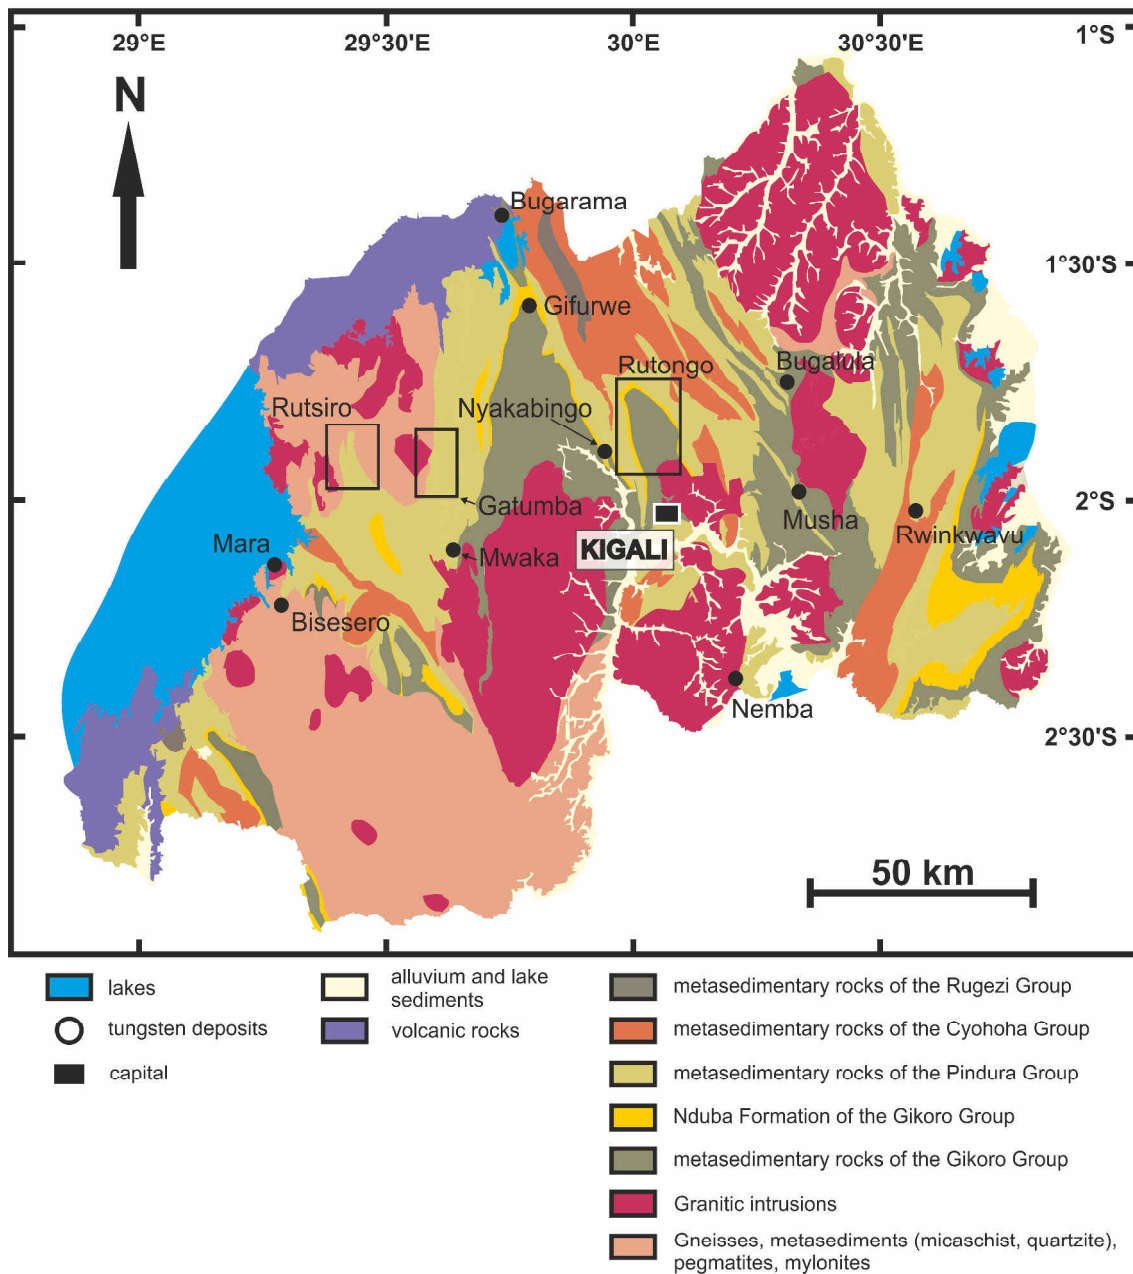 29°E
29°30'E
30°E
30°30'E
1°S
N
Bugarama
1°30'S
Gifurwe
Rutongo
Bugalula
Rutsiro
Nyakabingo
2°S
Gatumba
Musha
Rwinkwavu
Mara
KIGALI
Mwaka
Bisesero
Nemba
2°30'S
50 km
lakes
tungsten deposits
capital
alluvium and lake
sediments
volcanic rocks
metasedimentary rocks of the Rugezi Group
metasedimentary rocks of the Cyohoha Group
metasedimentary rocks of the Pindura Group
Nduba Formation of the Gikoro Group
metasedimentary rocks of the Gikoro Group
Granitic intrusions
Gneisses, metasediments (micaschist, quartzite),
pegmatites, mylonites